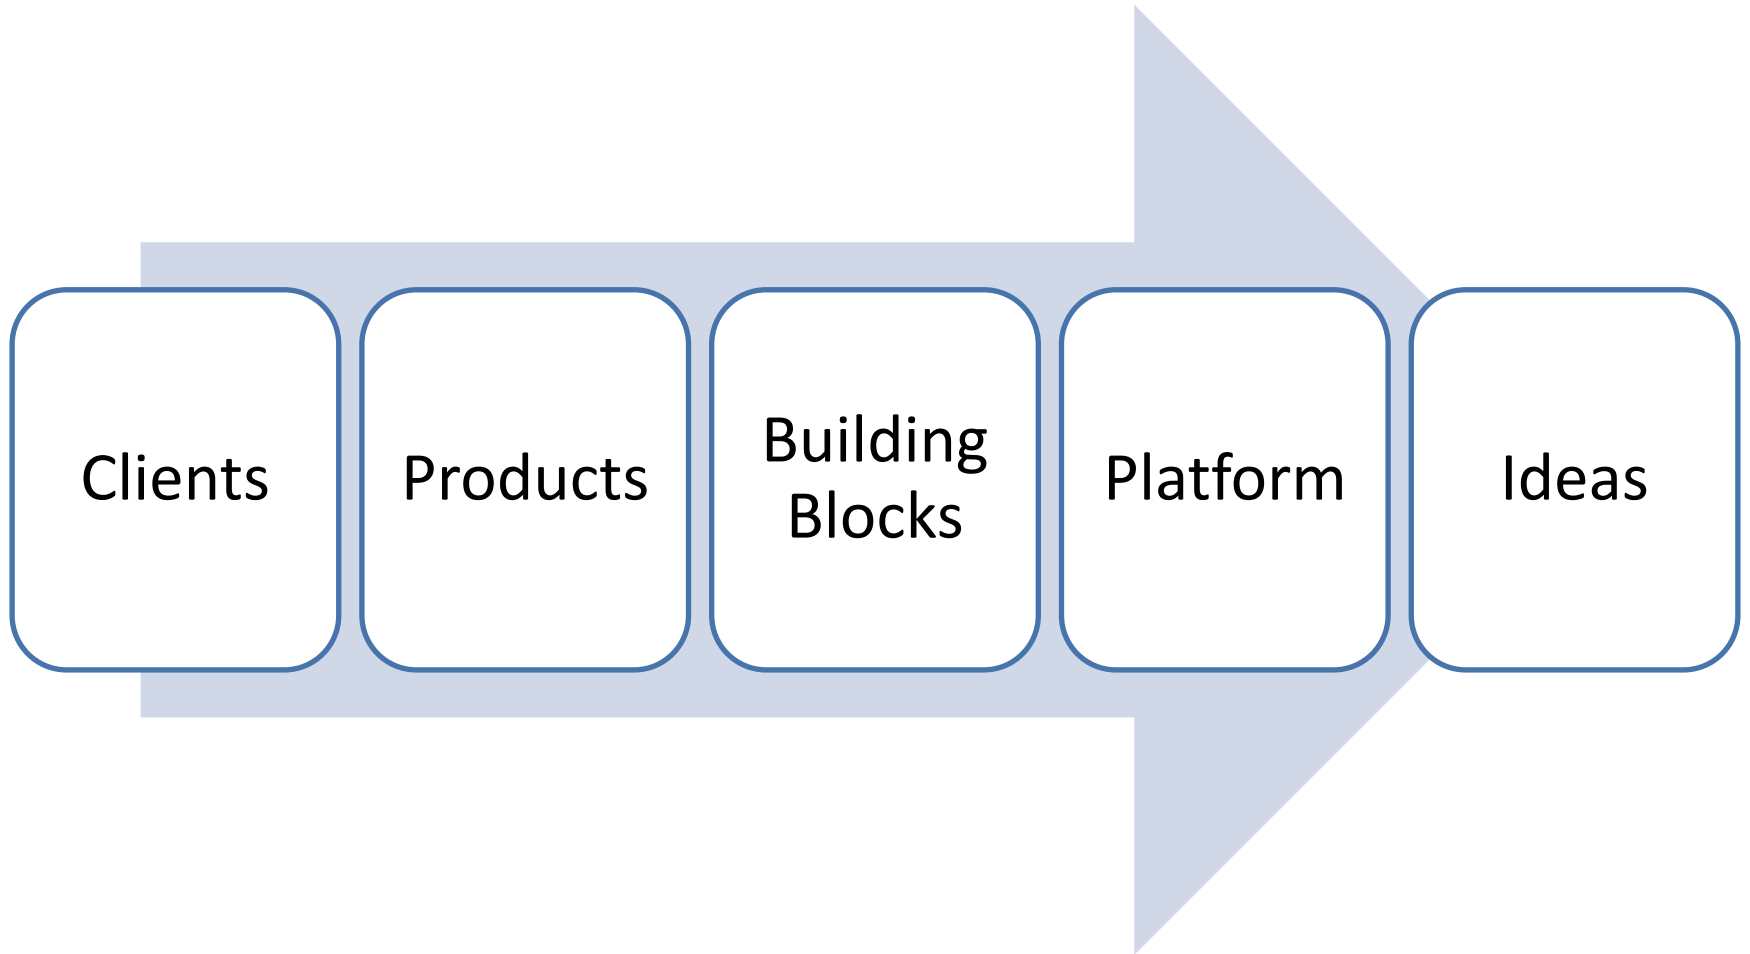 Clients
Products
Building
Blocks
Platform
Ideas